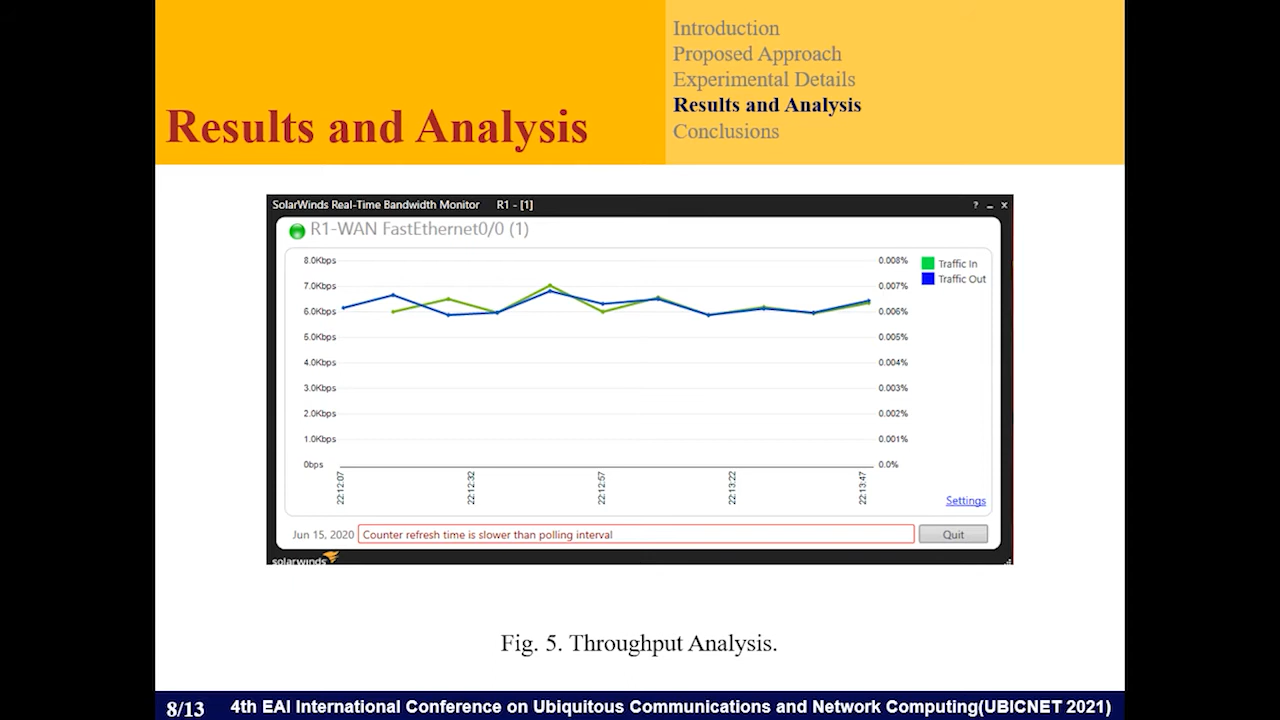 Results and Analysis
Introduction
Proposed Approach
Experimental Details
Results and Analysis
Conclusions
SolarWinds Real-Time Bandwidth Monitor R1 - [1]
? _ x
R1-WAN FastEthernet0/0 (1)
8.0Kbps
7.0Kbps
6.0Kbps
5.0Kbps
4.0Kbps
3.0Kbps
2.0Kbps
1.0Kbps
0bps
0.008%
0.007%
0.006%
0.005%
0.004%
0.003%
0.002%
0.001%
0.0%
Traffic In
Traffic Out
22:12:07
22:12:32
22:12:57
22:13:22
22:13:47
Settings
Jun 15, 2020 Counter refresh time is slower than polling interval Quit
solarwinds
Fig. 5. Throughput Analysis.
8/13 4th EAI International Conference on Ubiquitous Communications and Network Computing(UBICNET 2021)